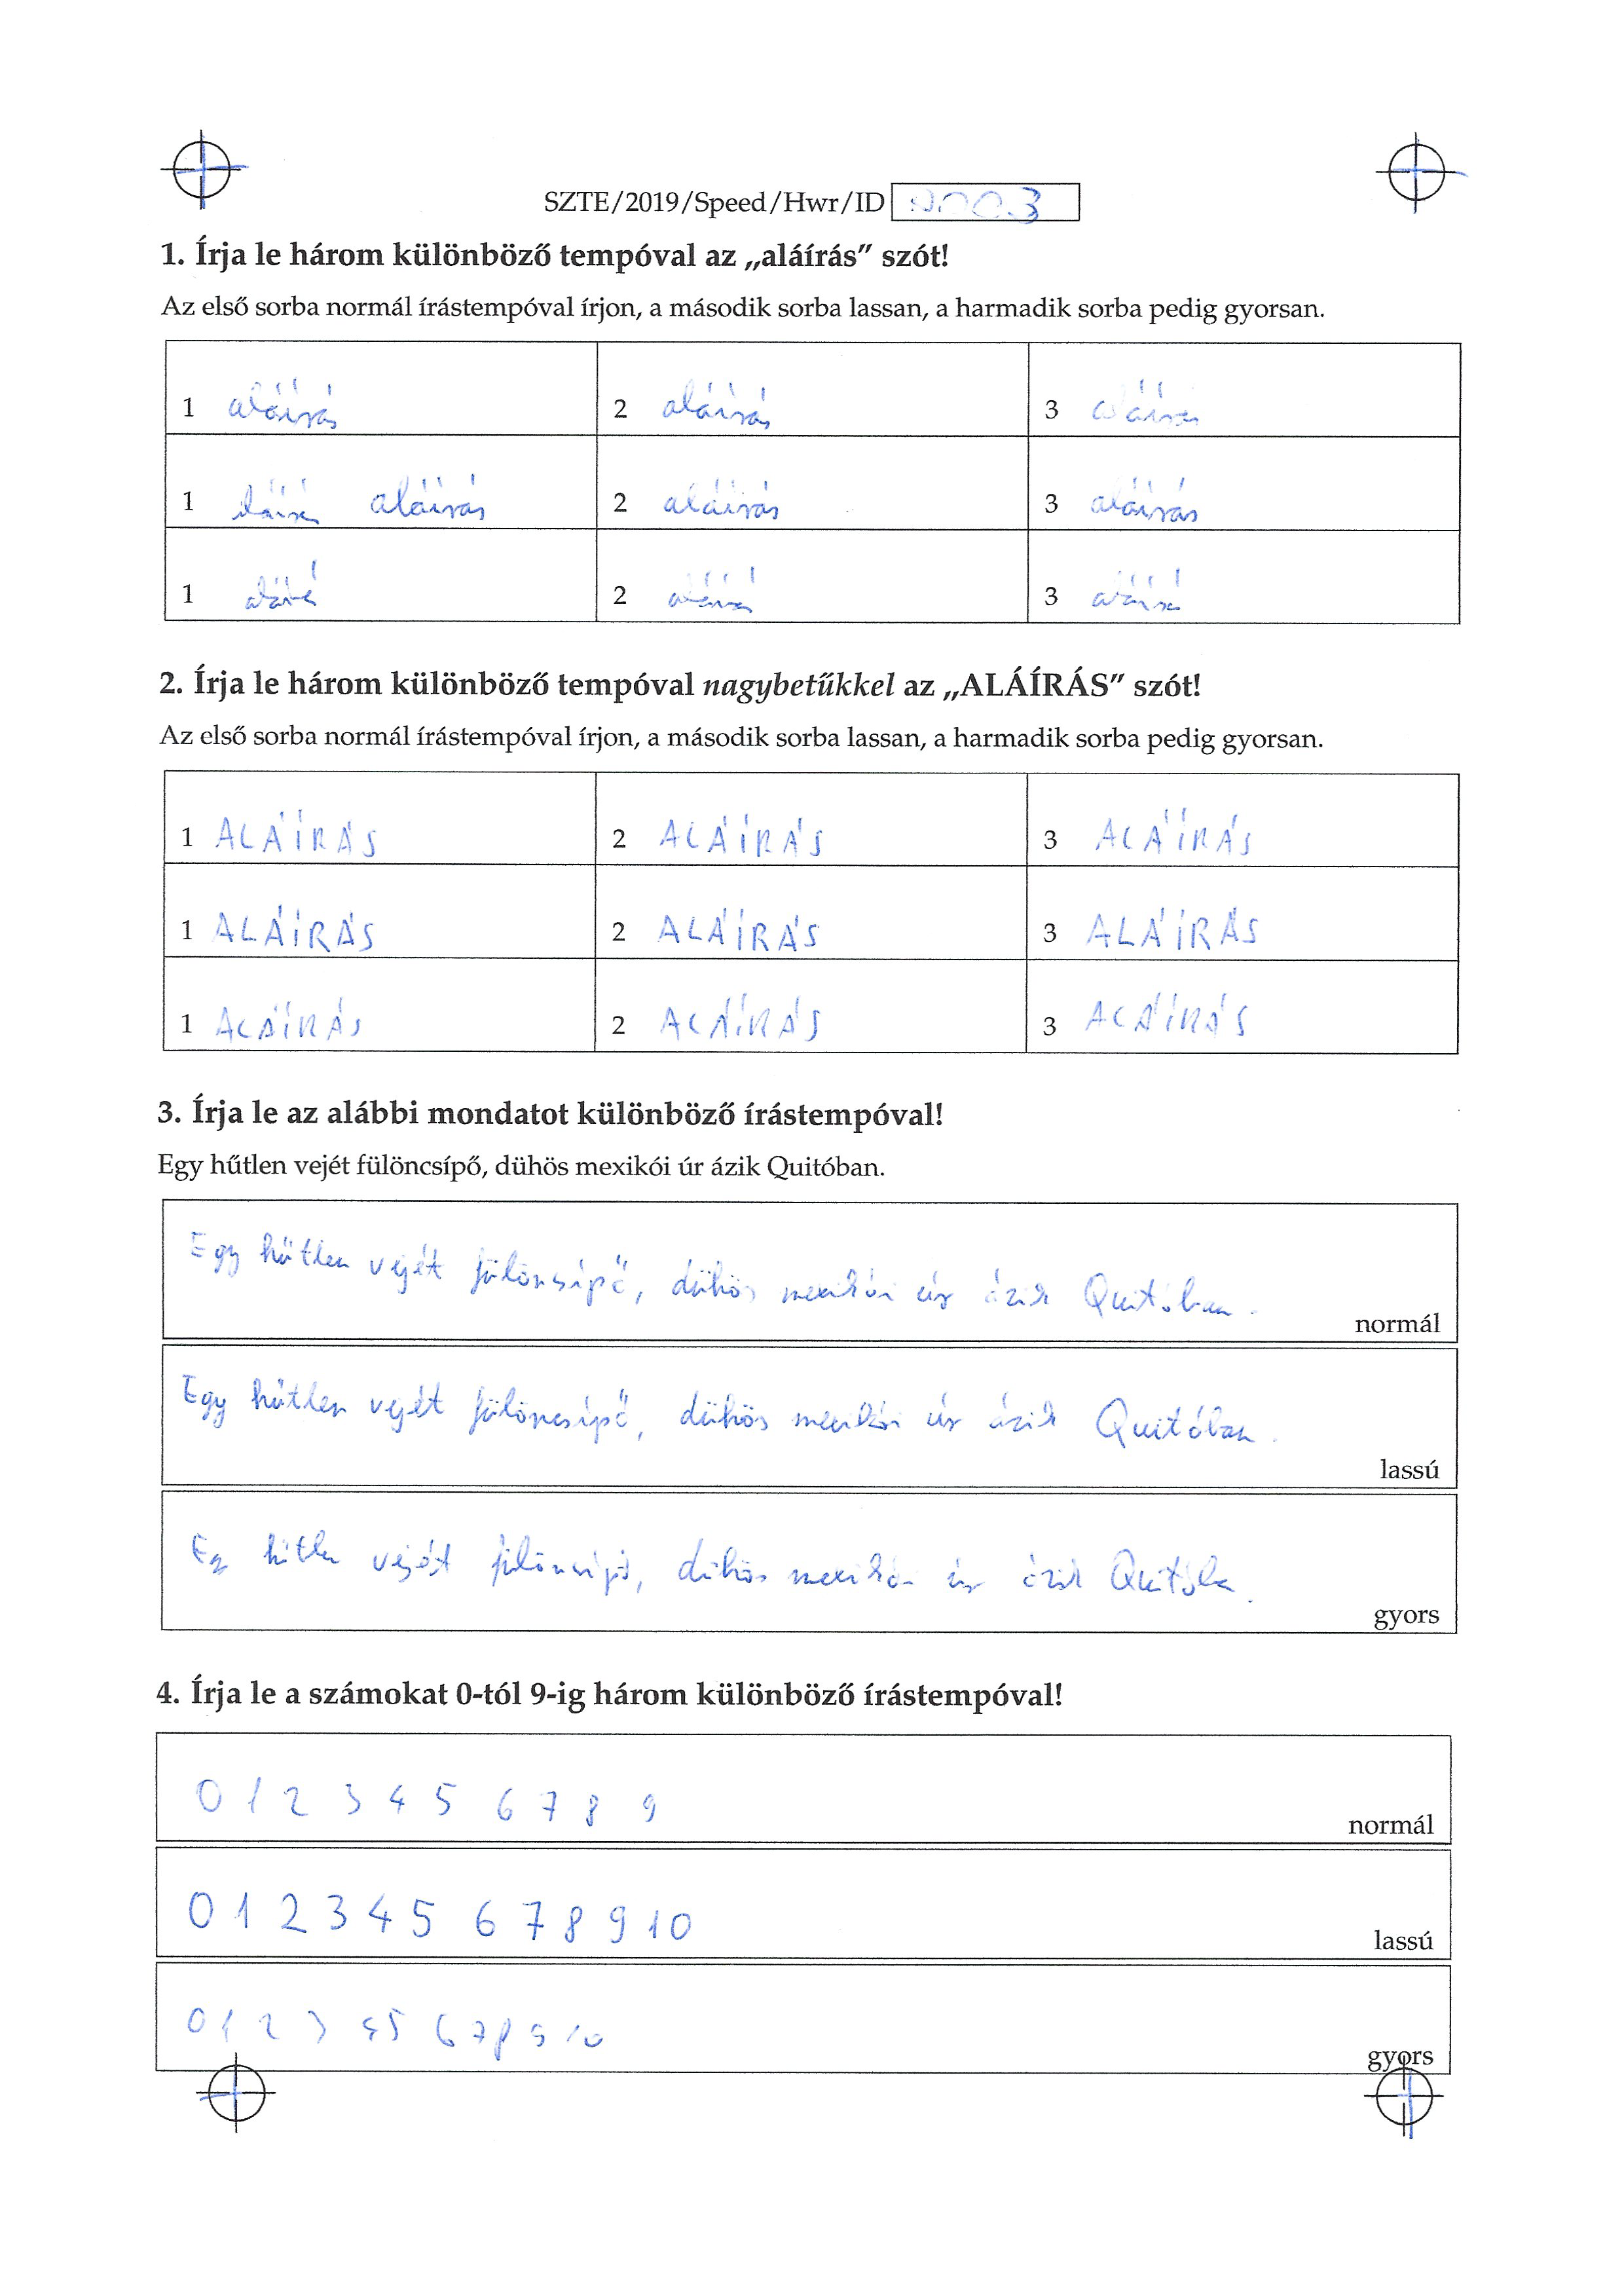 SZTE/2019/Speed/Hwr/ID
1. Írja le három különböző tempóval az „aláírás” szót!
Az első sorba normál írástempóval írjon, a második sorba lassan, a harmadik sorba pedig gyorsan.
1 aláírás 2 aláírás 3 aláírás
1 aláírás 2 aláírás 3 aláírás
1 aláírás 2 aláírás 3 aláírás
2. Írja le három különböző tempóval nagybetűkkel az „ALÁÍRÁS” szót!
Az első sorba normál írástempóval írjon, a második sorba lassan, a harmadik sorba pedig gyorsan.
1 ALÁÍRÁS 2 ALÁÍRÁS 3 ALÁÍRÁS
1 ALÁÍRÁS 2 ALÁÍRÁS 3 ALÁÍRÁS
1 ALÁÍRÁS 2 ALÁÍRÁS 3 ALÁÍRÁS
3. Írja le az alábbi mondatot különböző írástempóval!
Egy hűtlen vejét fülöncsípő, dühös mexikói úr ázik Quitóban.
Egy hűtlen vejét fülöncsípő, dühös mexikói úr ázik Quitóban.
normál
Egy hűtlen vejét fülöncsípő, dühös mexikói úr ázik Quitóban.
lassú
Egy hűtlen vejét fülöncsípő, dühös mexikói úr ázik Quitóban.
gyors
4. Írja le a számokat 0-tól 9-ig három különböző írástempóval!
0 1 2 3 4 5 6 7 8 9
normál
0 1 2 3 4 5 6 7 8 9 10
lassú
0 1 2 3 4 5 6 7 8 9 10
gyors